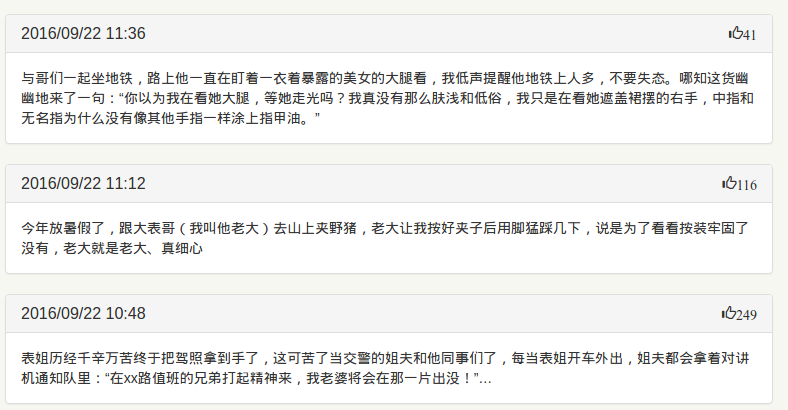 2016/09/22 11:36 41
与哥们一起坐地铁，路上他一直在盯着一衣着暴露的美女的大腿看，我低声提醒他地铁上人多，不要失态。哪知这货幽
幽地来了一句：“你以为我在看她大腿，等她走光吗？我真没有那么肤浅和低俗，我只是在看她遮盖裙摆的右手，中指和
无名指为什么没有像其他手指一样涂上指甲油。”
2016/09/22 11:12 116
今年放暑假了，跟大表哥（我叫他老大）去山上夹野猪，老大让我按好夹子后用脚猛踩几下，说是为了看看按装牢固了
没有，老大就是老大、真细心
2016/09/22 10:48 249
表姐历经千辛万苦终于把驾照拿到手了，这可苦了当交警的姐夫和他同事们了，每当表姐开车外出，姐夫都会拿着对讲
机通知队里：“在xx路值班的兄弟打起精神来，我老婆将会在那一片出没！”...